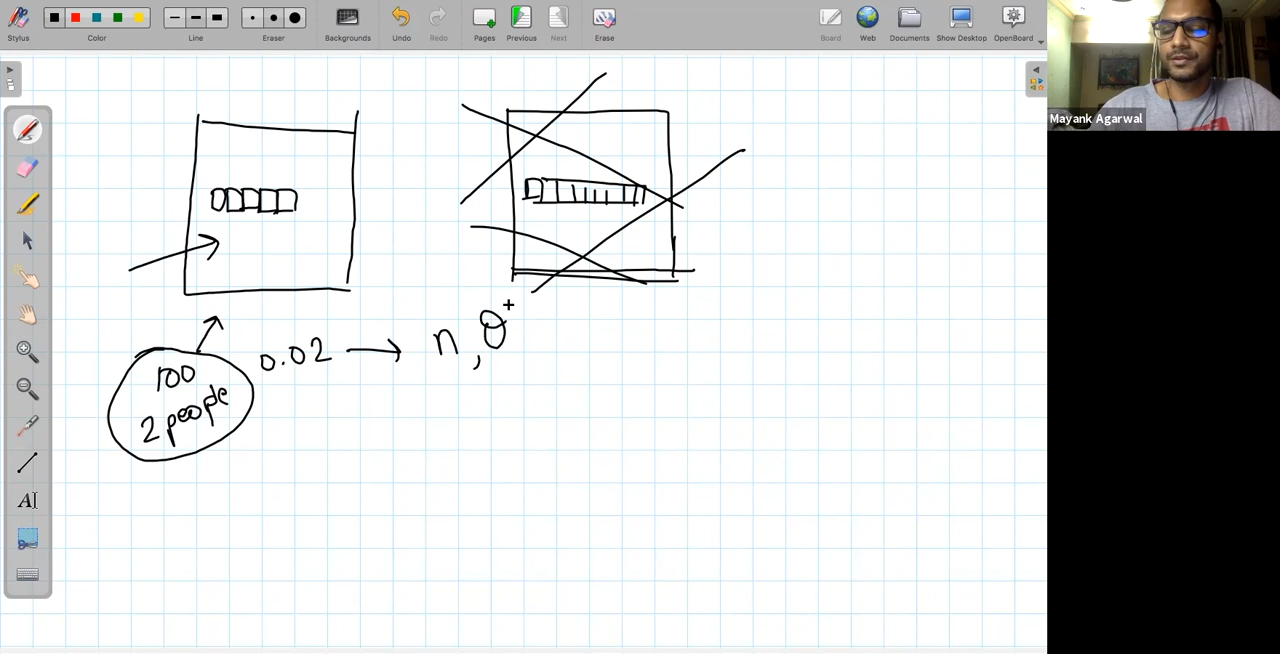 Stylus
Color
Line
Eraser
Backgrounds
Undo
Redo
Pages
Previous
Next
Erase
Board
Web
Documents
Show Desktop
OpenBoard
Mayank Agarwal
0.02 → n, θ
100
2 people
A